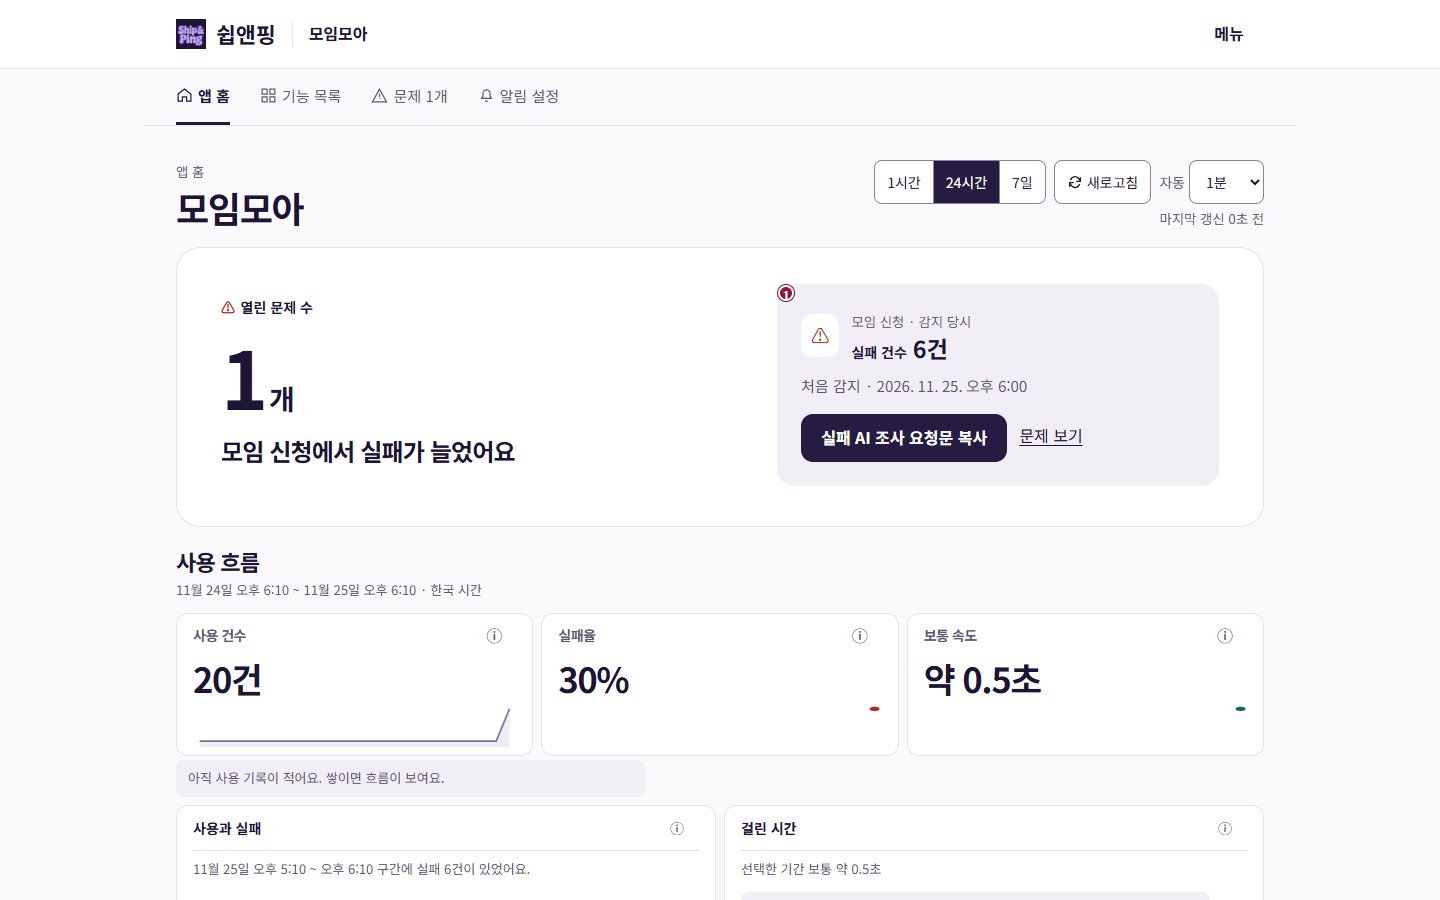 Ship& Ping
쉽앤핑
모임모아
메뉴
앱 홈
기능 목록
문제 1개
알림 설정
앱 홈
모임모아
1시간
24시간
7일
새로고침
자동
1분
마지막 갱신 0초 전
열린 문제 수
1개
모임 신청에서 실패가 늘었어요
1
모임 신청 · 감지 당시
실패 건수 6건
처음 감지 · 2026. 11. 25. 오후 6:00
실패 AI 조사 요청문 복사
문제 보기
사용 흐름
11월 24일 오후 6:10 ~ 11월 25일 오후 6:10 · 한국 시간
사용 건수
20건
실패율
30%
보통 속도
약 0.5초
아직 사용 기록이 적어요. 쌓이면 흐름이 보여요.
사용과 실패
11월 25일 오후 5:10 ~ 오후 6:10 구간에 실패 6건이 있었어요.
걸린 시간
선택한 기간 보통 약 0.5초